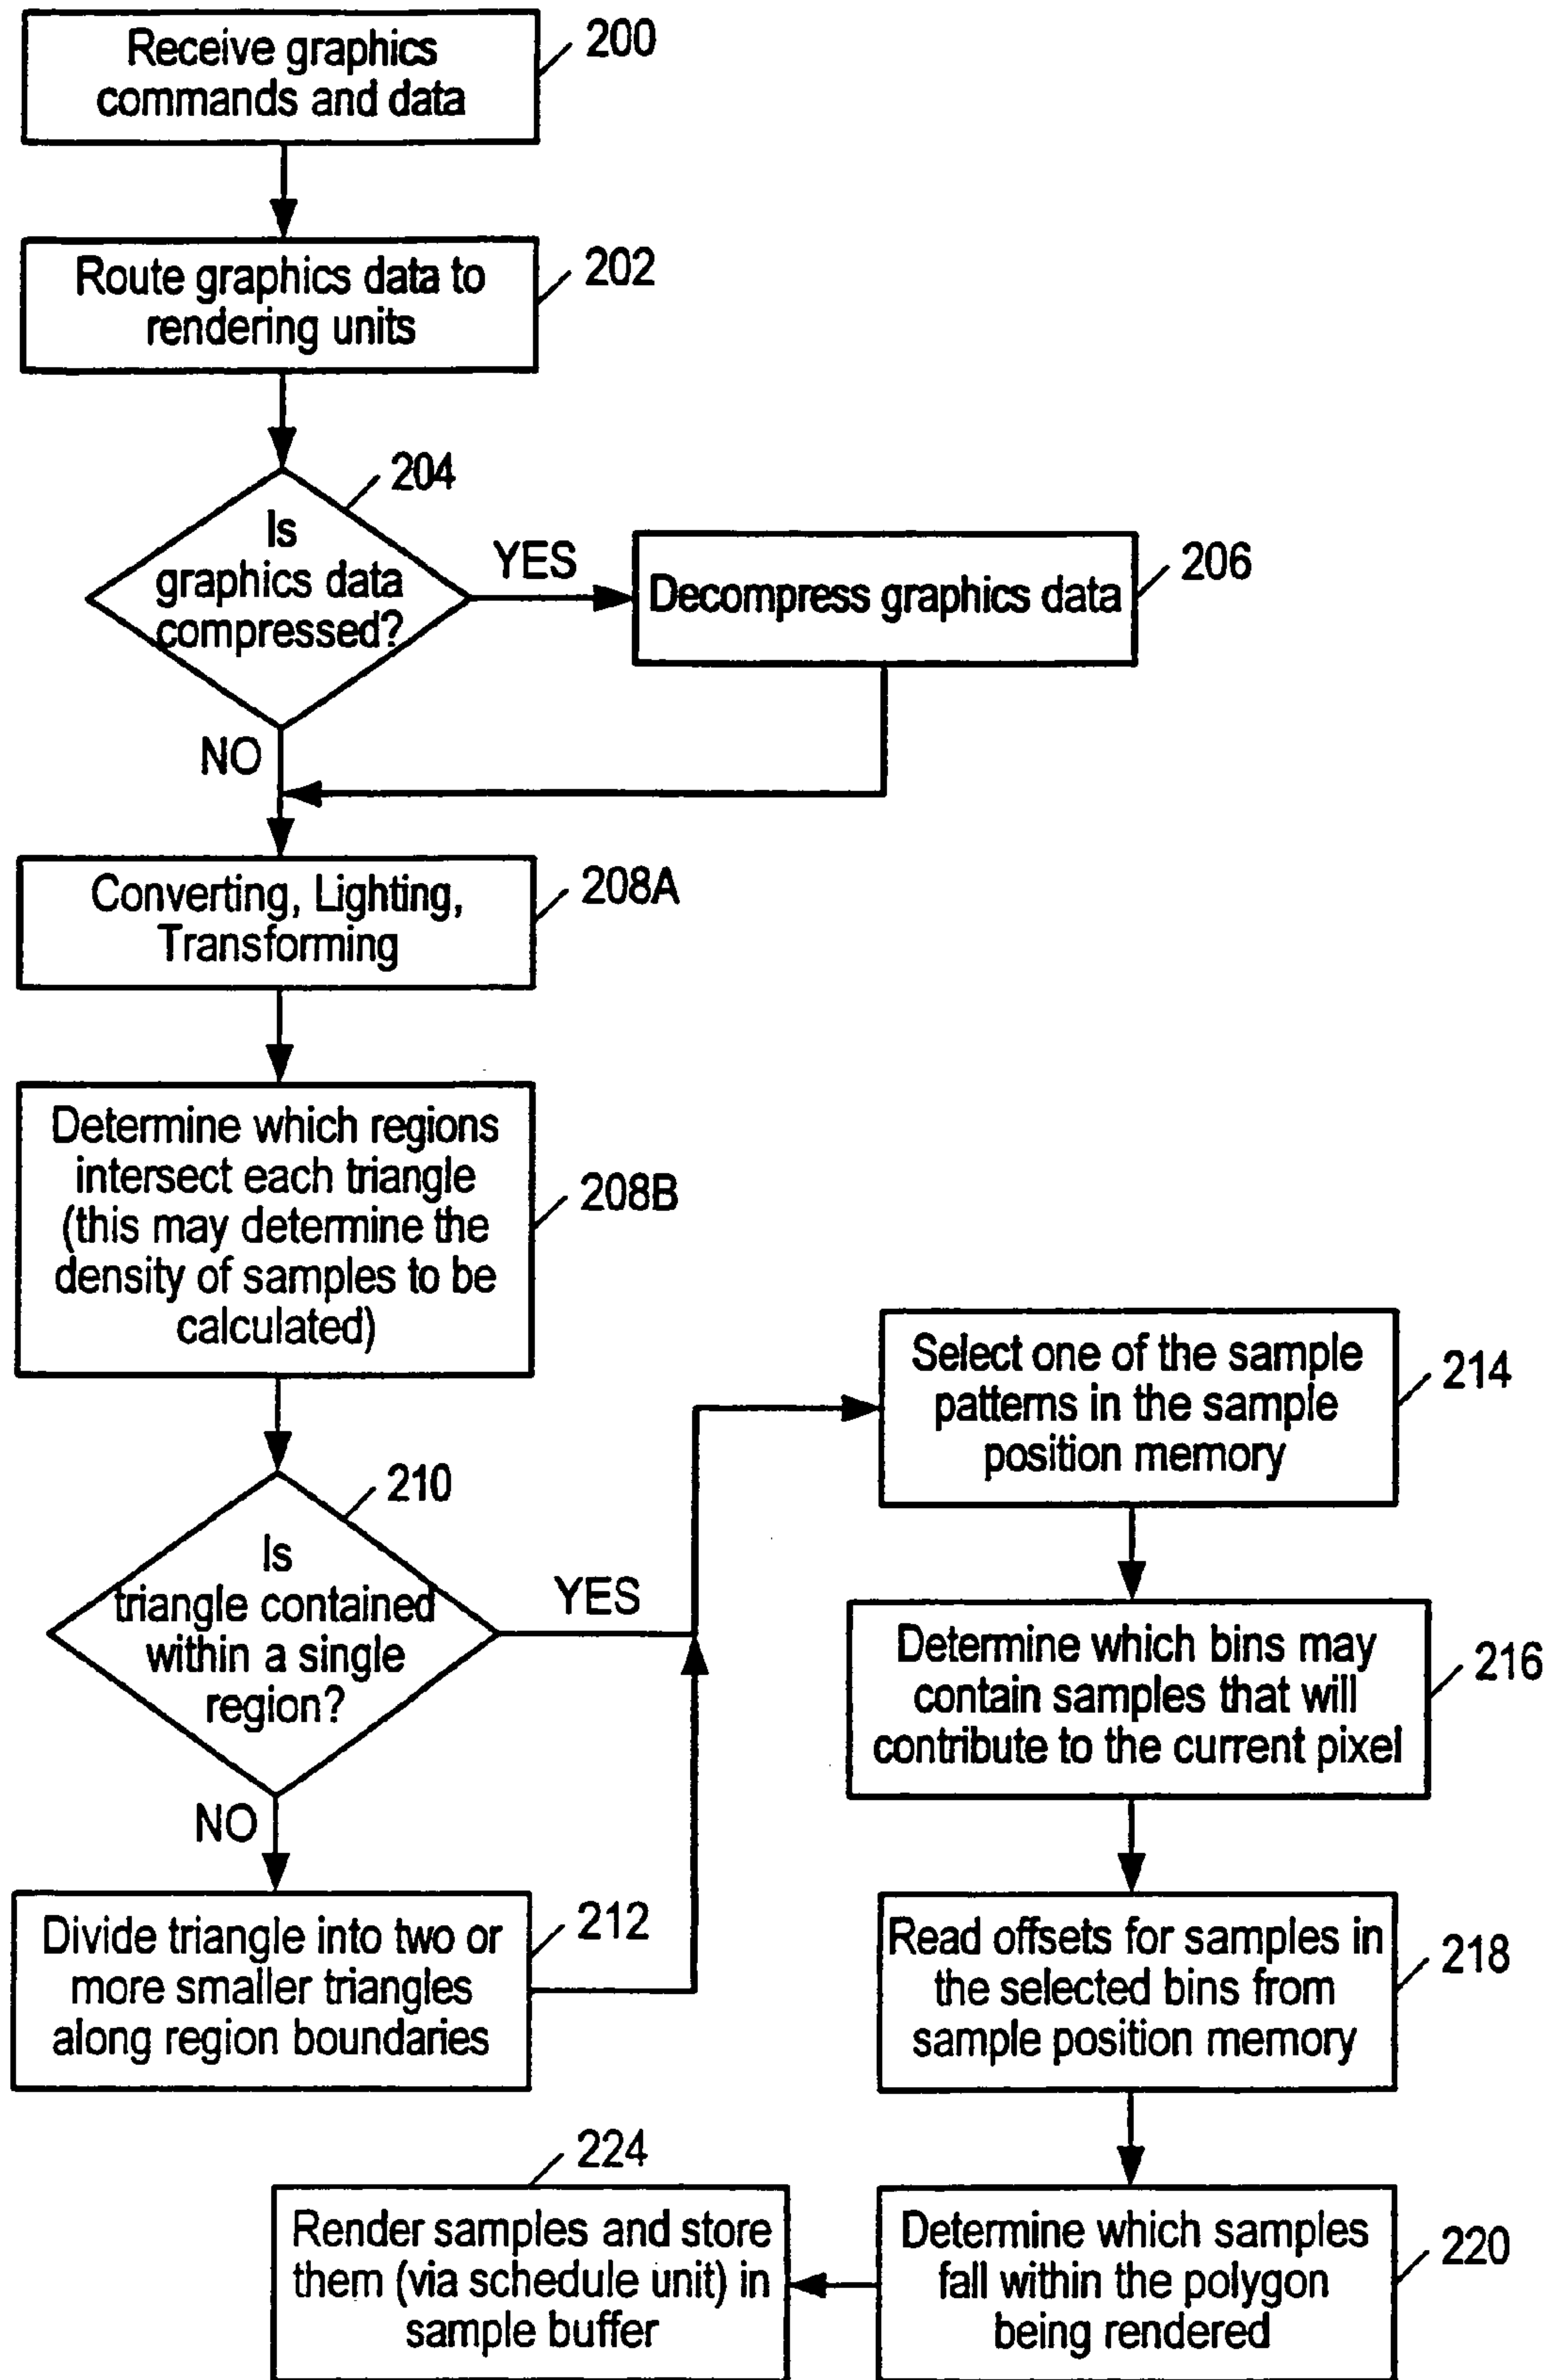 Receive graphics
commands and data
200
Route graphics data to
rendering units
202
204
Is
graphics data
compressed?
YES
Decompress graphics data
206
NO
Converting, Lighting,
Transforming
208A
Determine which regions
intersect each triangle
(this may determine the
density of samples to be
calculated)
208B
210
Is
triangle contained
within a single
region?
YES
NO
Divide triangle into two or
more smaller triangles
along region boundaries
212
Select one of the sample
patterns in the sample
position memory
214
Determine which bins may
contain samples that will
contribute to the current pixel
216
Read offsets for samples in
the selected bins from
sample position memory
218
Determine which samples
fall within the polygon
being rendered
220
224
Render samples and store
them (via schedule unit) in
sample buffer